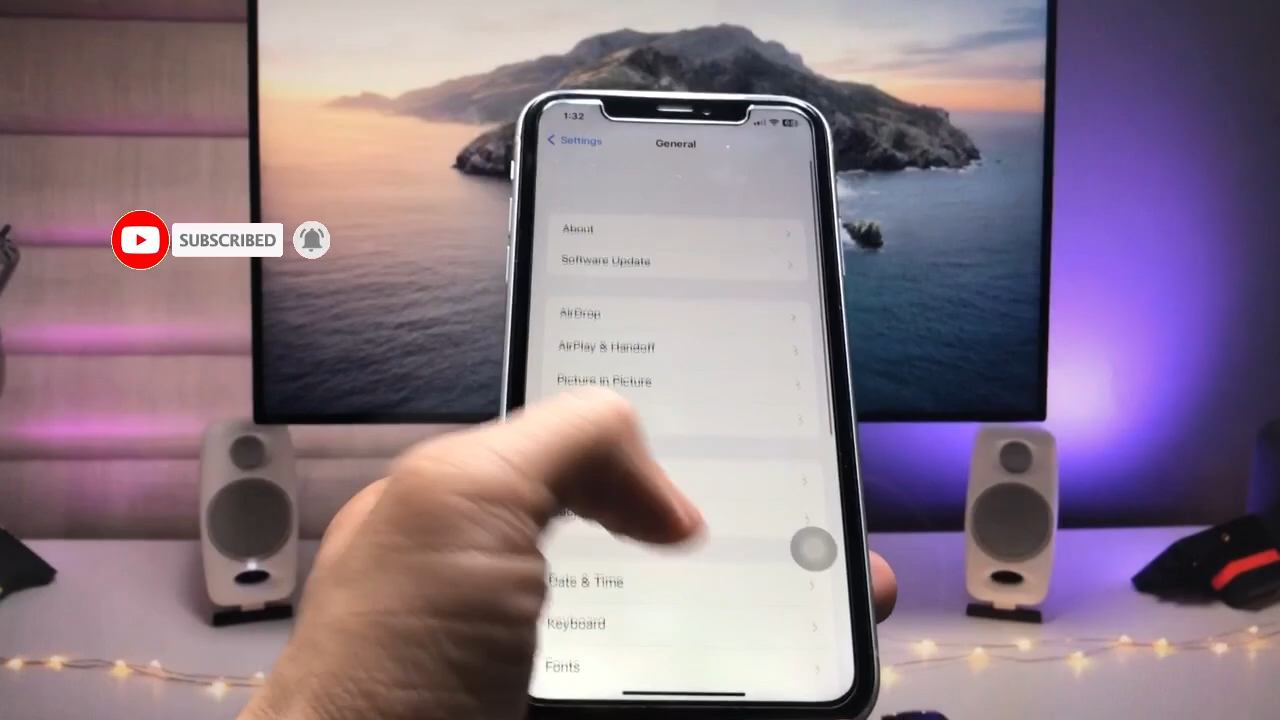 1:32
Settings
General
About
Software Update
SUBSCRIBED
AirDrop
AirPlay & Handoff
Picture in Picture
Date & Time
Keyboard
Fonts